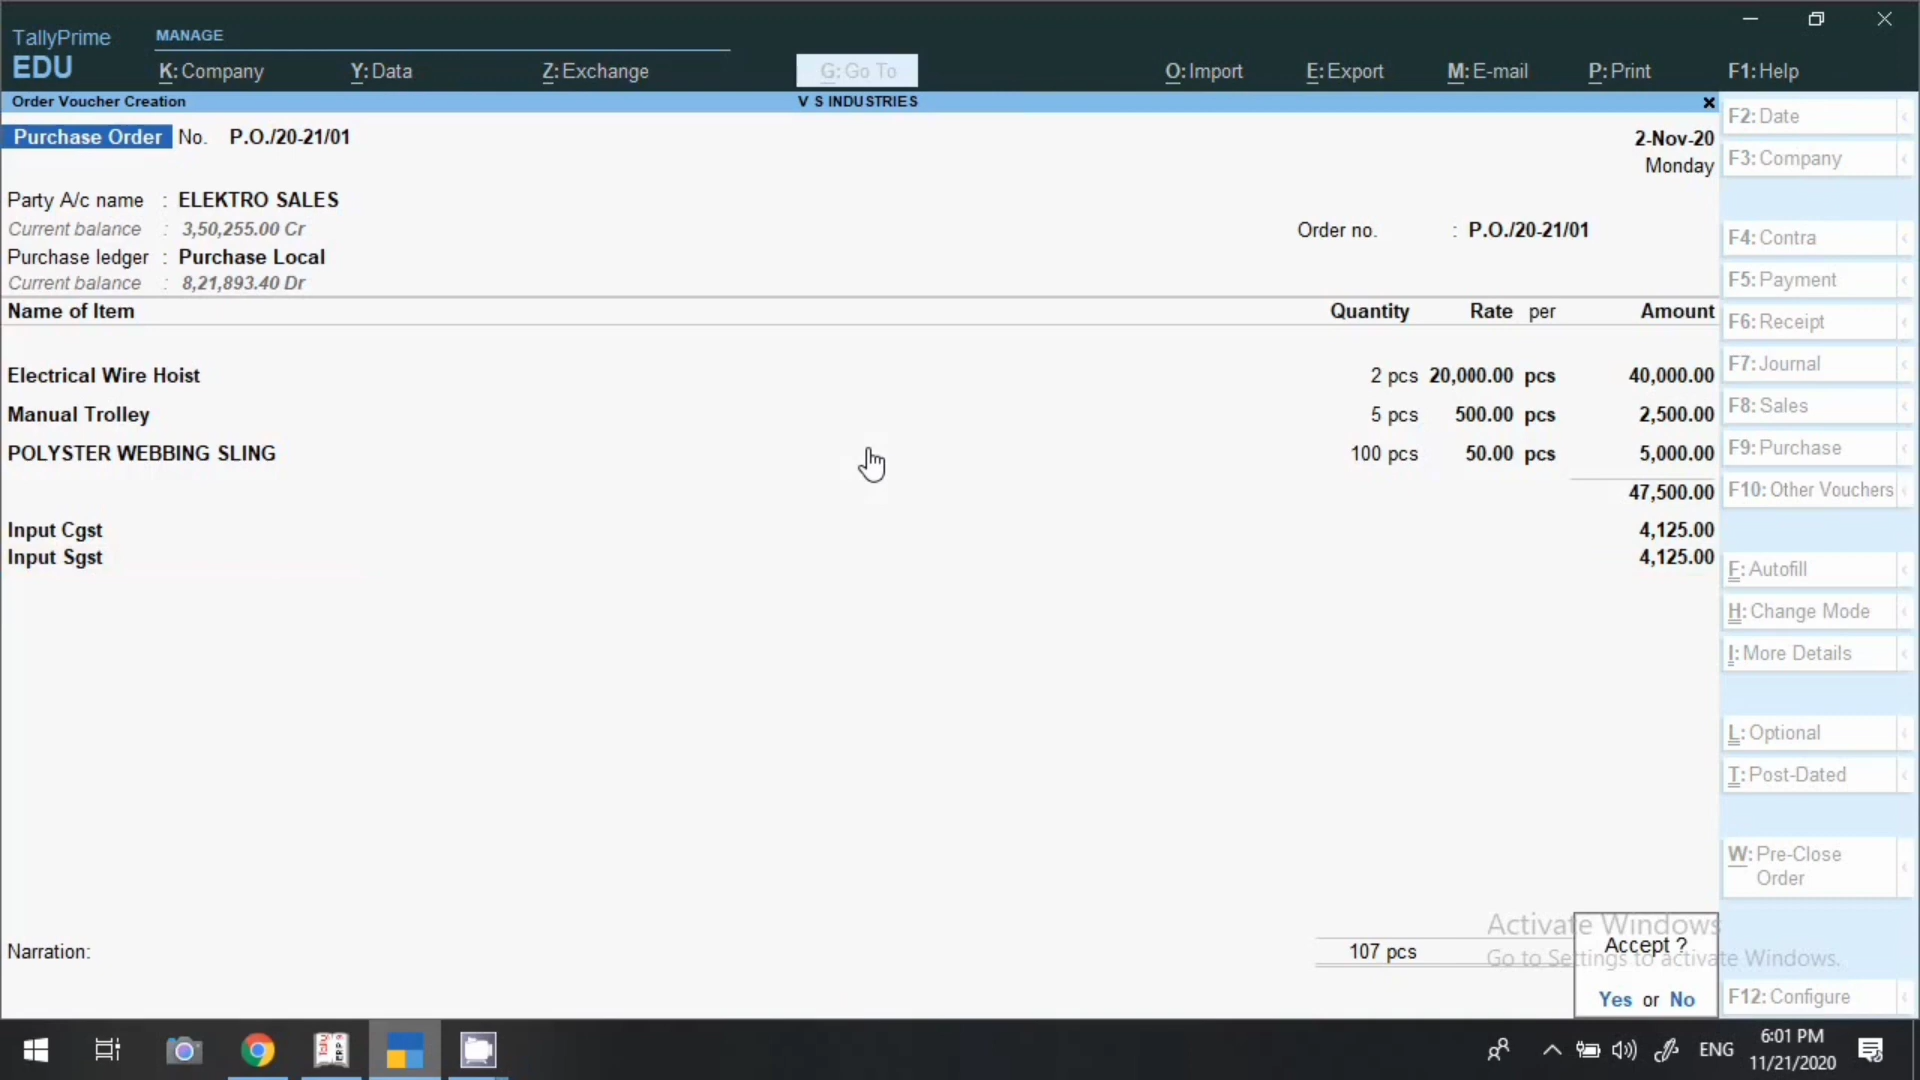 TallyPrime
EDU
MANAGE
K: Company Y: Data Z: Exchange G: Go To O: Import E: Export M: E-mail P: Print F1: Help
Order Voucher Creation V S INDUSTRIES
Purchase Order No. P.O./20-21/01 2-Nov-20
Monday
Party A/c name : ELEKTRO SALES
Current balance : 3,50,255.00 Cr Order no. : P.O./20-21/01
Purchase ledger : Purchase Local
Current balance : 8,21,893.40 Dr
Name of Item Quantity Rate per Amount
Electrical Wire Hoist 2 pcs 20,000.00 pcs 40,000.00
Manual Trolley 5 pcs 500.00 pcs 2,500.00
POLYSTER WEBBING SLING 100 pcs 50.00 pcs 5,000.00
47,500.00
Input Cgst 4,125.00
Input Sgst 4,125.00
Narration: 107 pcs
Accept ?
Yes or No
F2: Date
F3: Company
F4: Contra
F5: Payment
F6: Receipt
F7: Journal
F8: Sales
F9: Purchase
F10: Other Vouchers
F: Autofill
H: Change Mode
I: More Details
L: Optional
T: Post-Dated
W: Pre-Close
Order
F12: Configure
Activate Windows
Go to Settings to activate Windows.
ENG
6:01 PM
11/21/2020